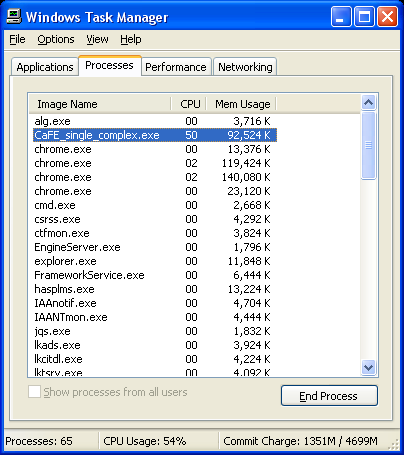 Windows Task Manager
File Options View Help
Applications Processes Performance Networking
Image Name CPU Mem Usage
alg.exe 00 3,716 K
CaFE_single_complex.exe 50 92,524 K
chrome.exe 00 13,376 K
chrome.exe 02 119,424 K
chrome.exe 02 140,080 K
chrome.exe 00 23,120 K
cmd.exe 00 2,668 K
csrss.exe 00 4,292 K
ctfmon.exe 00 3,824 K
EngineServer.exe 00 1,796 K
explorer.exe 00 11,848 K
FrameworkService.exe 00 6,444 K
hasplms.exe 00 13,224 K
IAAnotif.exe 00 4,704 K
IAANTmon.exe 00 4,444 K
jqs.exe 00 1,832 K
lkads.exe 00 3,924 K
lkcitdl.exe 00 4,224 K
lktsrv.exe 00 4,092 K
Show processes from all users
End Process
Processes: 65 CPU Usage: 54% Commit Charge: 1351M / 4699M